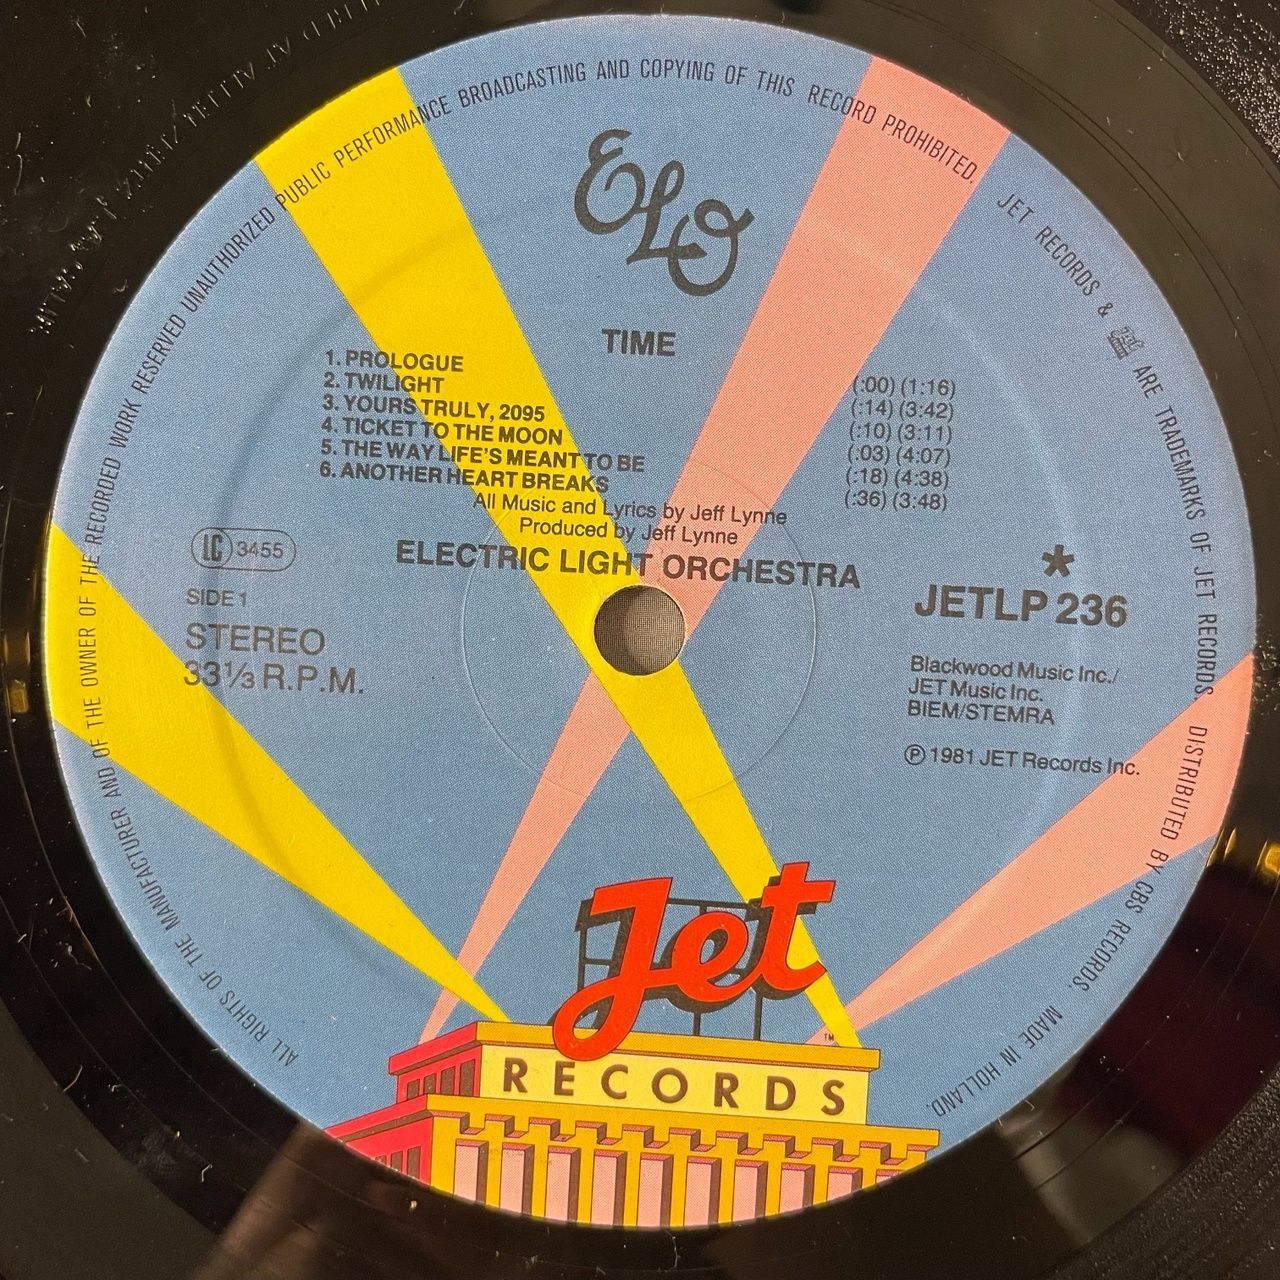 ALL RIGHTS OF THE MANUFACTURER AND OF THE OWNER OF THE RECORDED WORK RESERVED UNAUTHORIZED PUBLIC PERFORMANCE BROADCASTING AND COPYING OF THIS RECORD PROHIBITED.
JET RECORDS & ARE TRADEMARKS OF JET RECORDS. DISTRIBUTED BY CBS RECORDS. MADE IN HOLLAND.
ELO
TIME
1. PROLOGUE (:00) (1:16)
2. TWILIGHT (:14) (3:42)
3. YOURS TRULY, 2095 (:10) (3:11)
4. TICKET TO THE MOON (:03) (4:07)
5. THE WAY LIFE'S MEANT TO BE (:18) (4:38)
6. ANOTHER HEART BREAKS (:36) (3:48)
All Music and Lyrics by Jeff Lynne
Produced by Jeff Lynne
ELECTRIC LIGHT ORCHESTRA
LC 3455
SIDE 1
STEREO
33⅓ R.P.M.
*
JETLP 236
Blackwood Music Inc./
JET Music Inc.
BIEM/STEMRA
℗ 1981 JET Records Inc.
Jet
TM
RECORDS